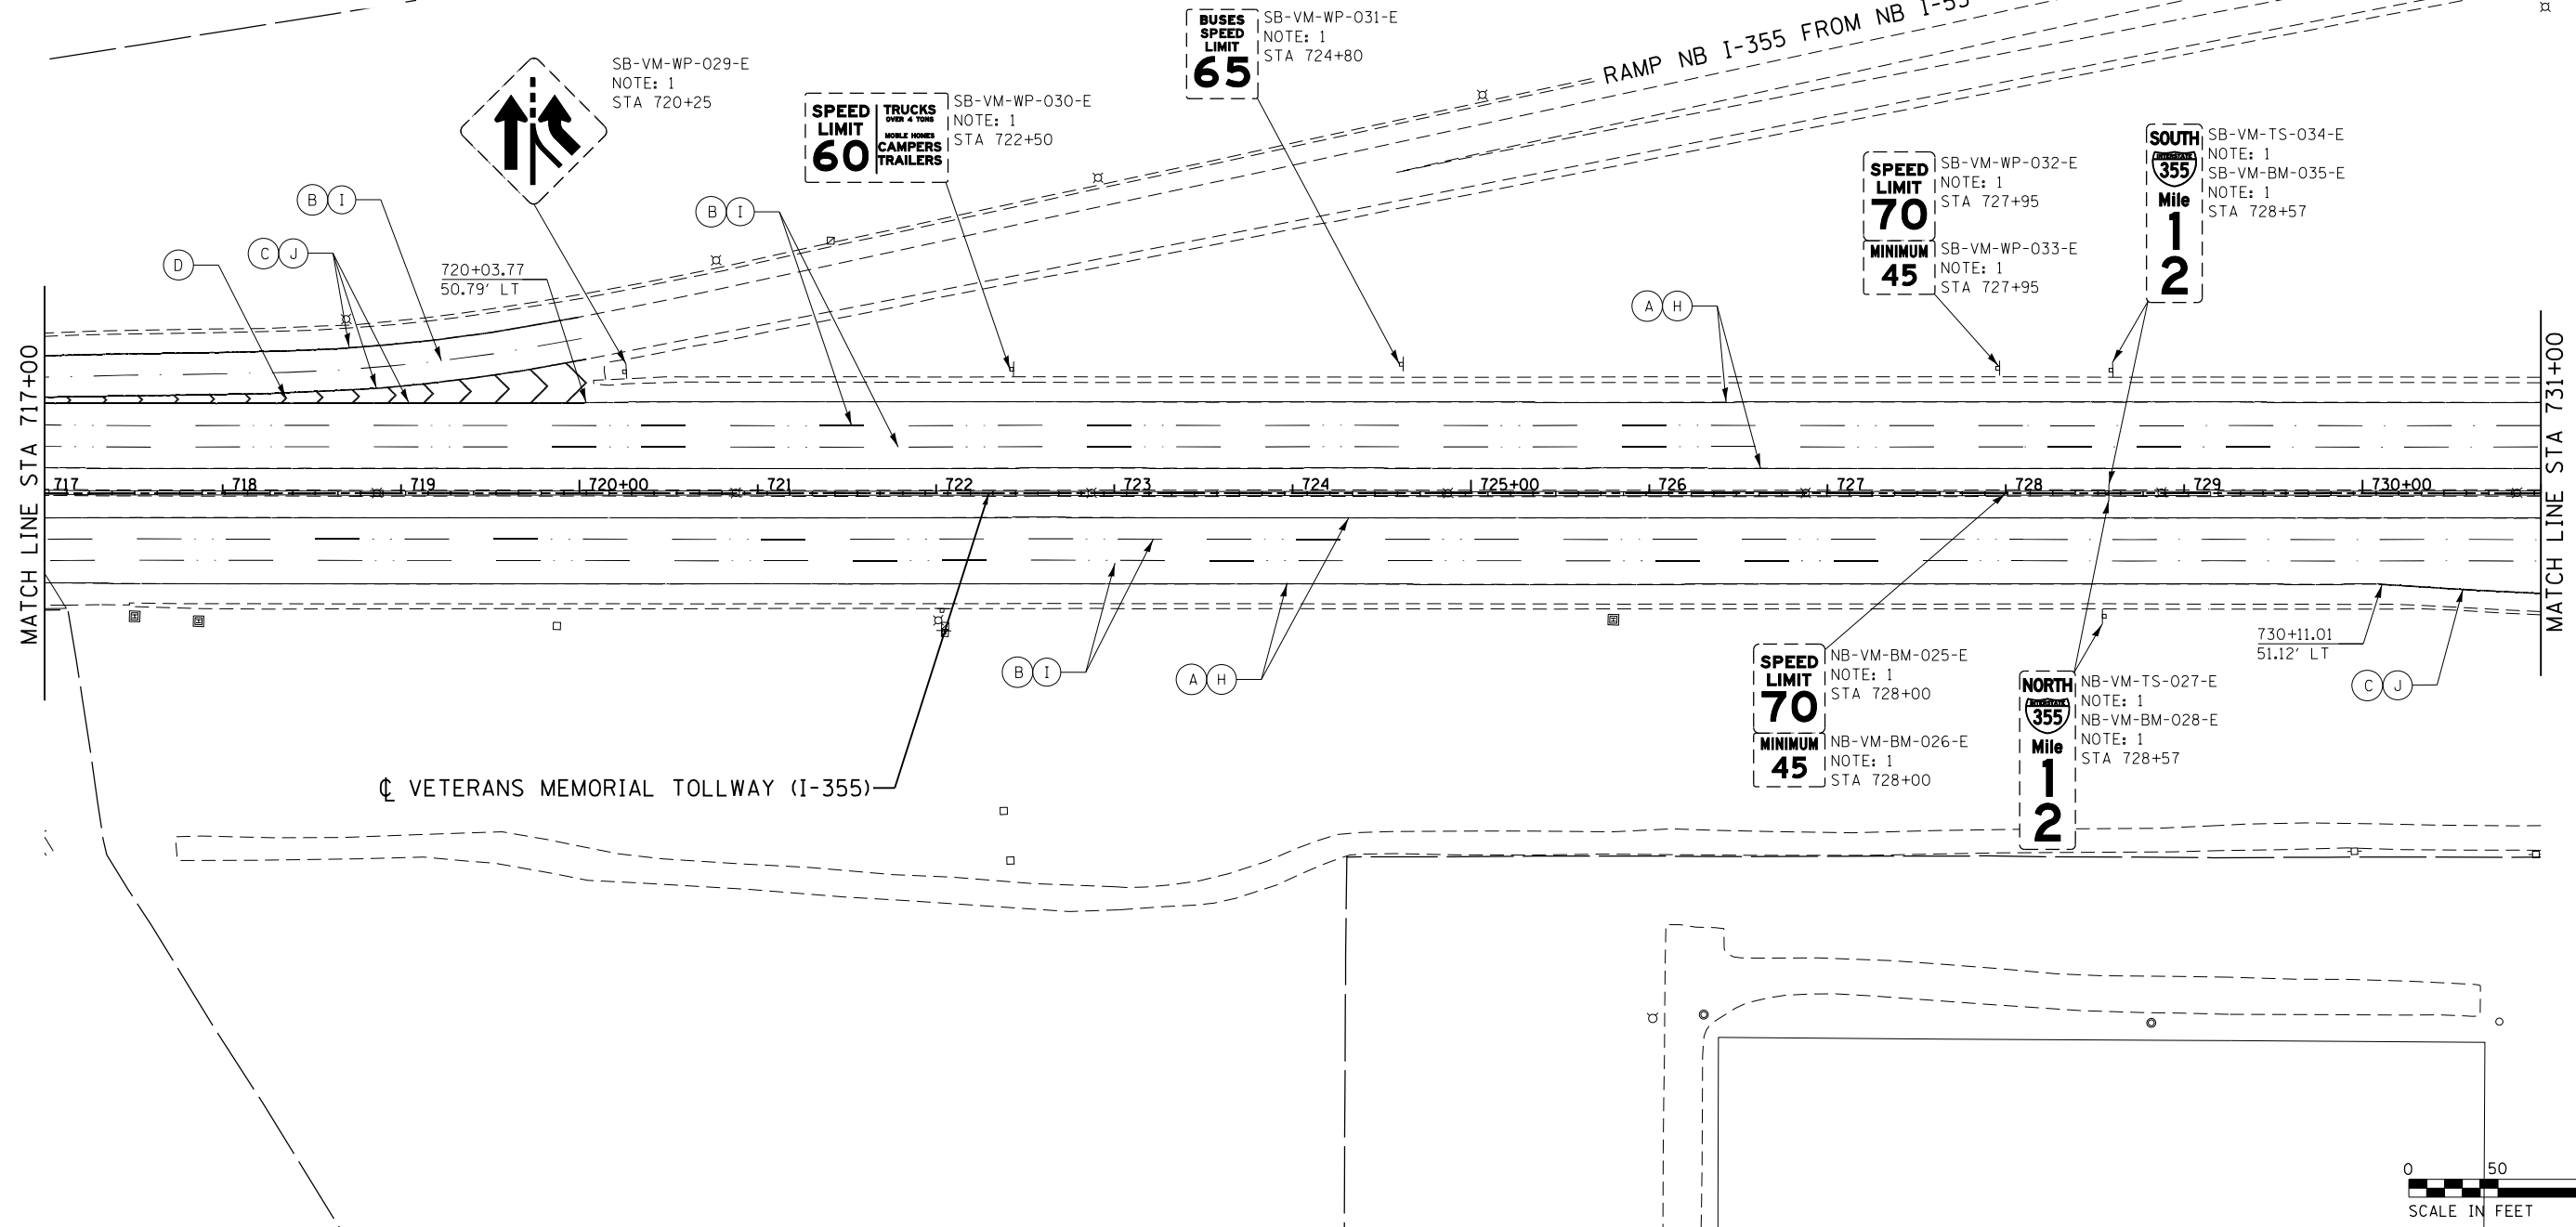 BUSES
SPEED
LIMIT
65
SB-VM-WP-031-E
NOTE: 1
STA 724+80
RAMP NB I-355 FROM NB I-55
SB-VM-WP-029-E
NOTE: 1
STA 720+25
SPEED
LIMIT
60
TRUCKS
OVER 4 TONS
MOBLE HOMES
CAMPERS
TRAILERS
SB-VM-WP-030-E
NOTE: 1
STA 722+50
SPEED
LIMIT
70
SB-VM-WP-032-E
NOTE: 1
STA 727+95
MINIMUM
45
SB-VM-WP-033-E
NOTE: 1
STA 727+95
SOUTH
INTERSTATE
355
Mile
1
2
SB-VM-TS-034-E
NOTE: 1
SB-VM-BM-035-E
NOTE: 1
STA 728+57
B I
B I
D
C J
720+03.77
50.79' LT
A H
MATCH LINE STA 717+00
MATCH LINE STA 731+00
717 718 719 720+00 721 722 723 724 725+00 726 727 728 729 730+00
B I
A H
SPEED
LIMIT
70
NB-VM-BM-025-E
NOTE: 1
STA 728+00
MINIMUM
45
NB-VM-BM-026-E
NOTE: 1
STA 728+00
NORTH
INTERSTATE
355
Mile
1
2
NB-VM-TS-027-E
NOTE: 1
NB-VM-BM-028-E
NOTE: 1
STA 728+57
730+11.01
51.12' LT
C J
℄ VETERANS MEMORIAL TOLLWAY (I-355)
0 50
SCALE IN FEET